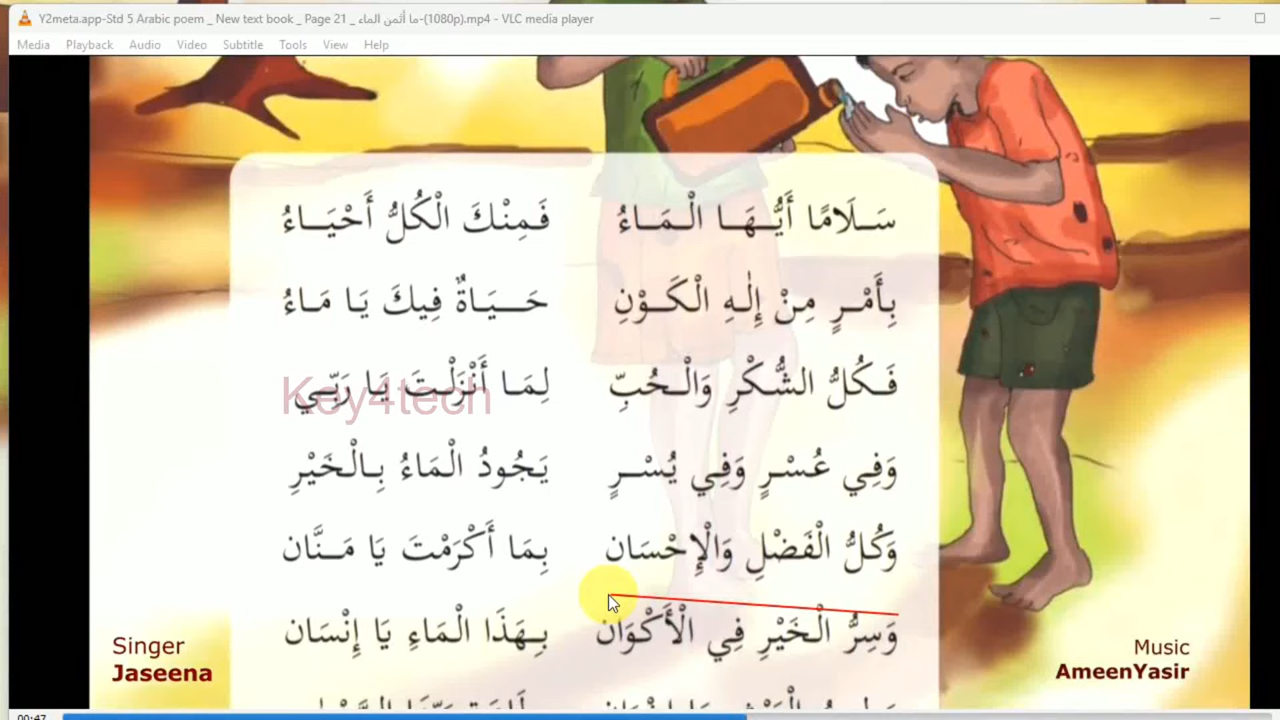 Y2meta.app-Std 5 Arabic poem _ New text book _ Page 21 _ ما أثمن الماء-(1080p).mp4 - VLC media player
Media Playback Audio Video Subtitle Tools View Help
سَلَامًا أَيُّهَا الْمَاءُ فَمِنْكَ الْكُلُّ أَحْيَاءُ
بِأَمْرٍ مِنْ إِلٰهِ الْكَوْنِ حَيَاةٌ فِيكَ يَا مَاءُ
فَكُلُّ الشُّكْرِ وَالْحُبِّ لِمَا أَنْزَلْتَ يَا رَبِّي
Key4tech
وَفِي عُسْرٍ وَفِي يُسْرٍ يَجُودُ الْمَاءُ بِالْخَيْرِ
وَكُلُّ الْفَضْلِ وَالْإِحْسَان بِمَا أَكْرَمْتَ يَا مَنَّان
وَسِرُّ الْخَيْرِ فِي الْأَكْوَان بِهَذَا الْمَاءِ يَا إِنْسَان
Singer
Jaseena
Music
AmeenYasir
00:47